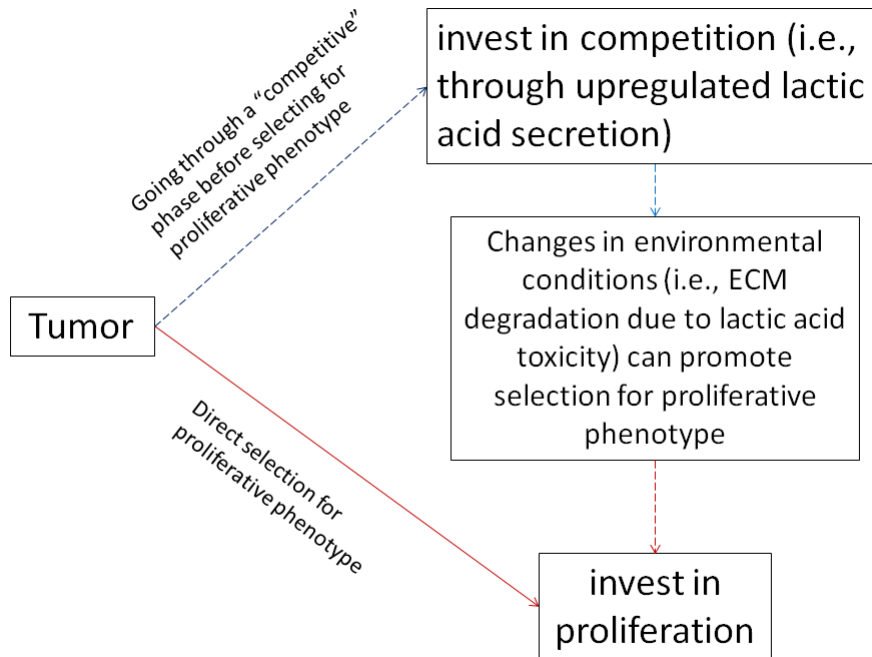 Going through a “competitive”
phase before selecting for
proliferative phenotype
invest in competition (i.e.,
through upregulated lactic
acid secretion)
Changes in environmental
conditions (i.e., ECM
degradation due to lactic acid
toxicity) can promote
selection for proliferative
phenotype
Tumor
Direct selection for
proliferative phenotype
invest in
proliferation